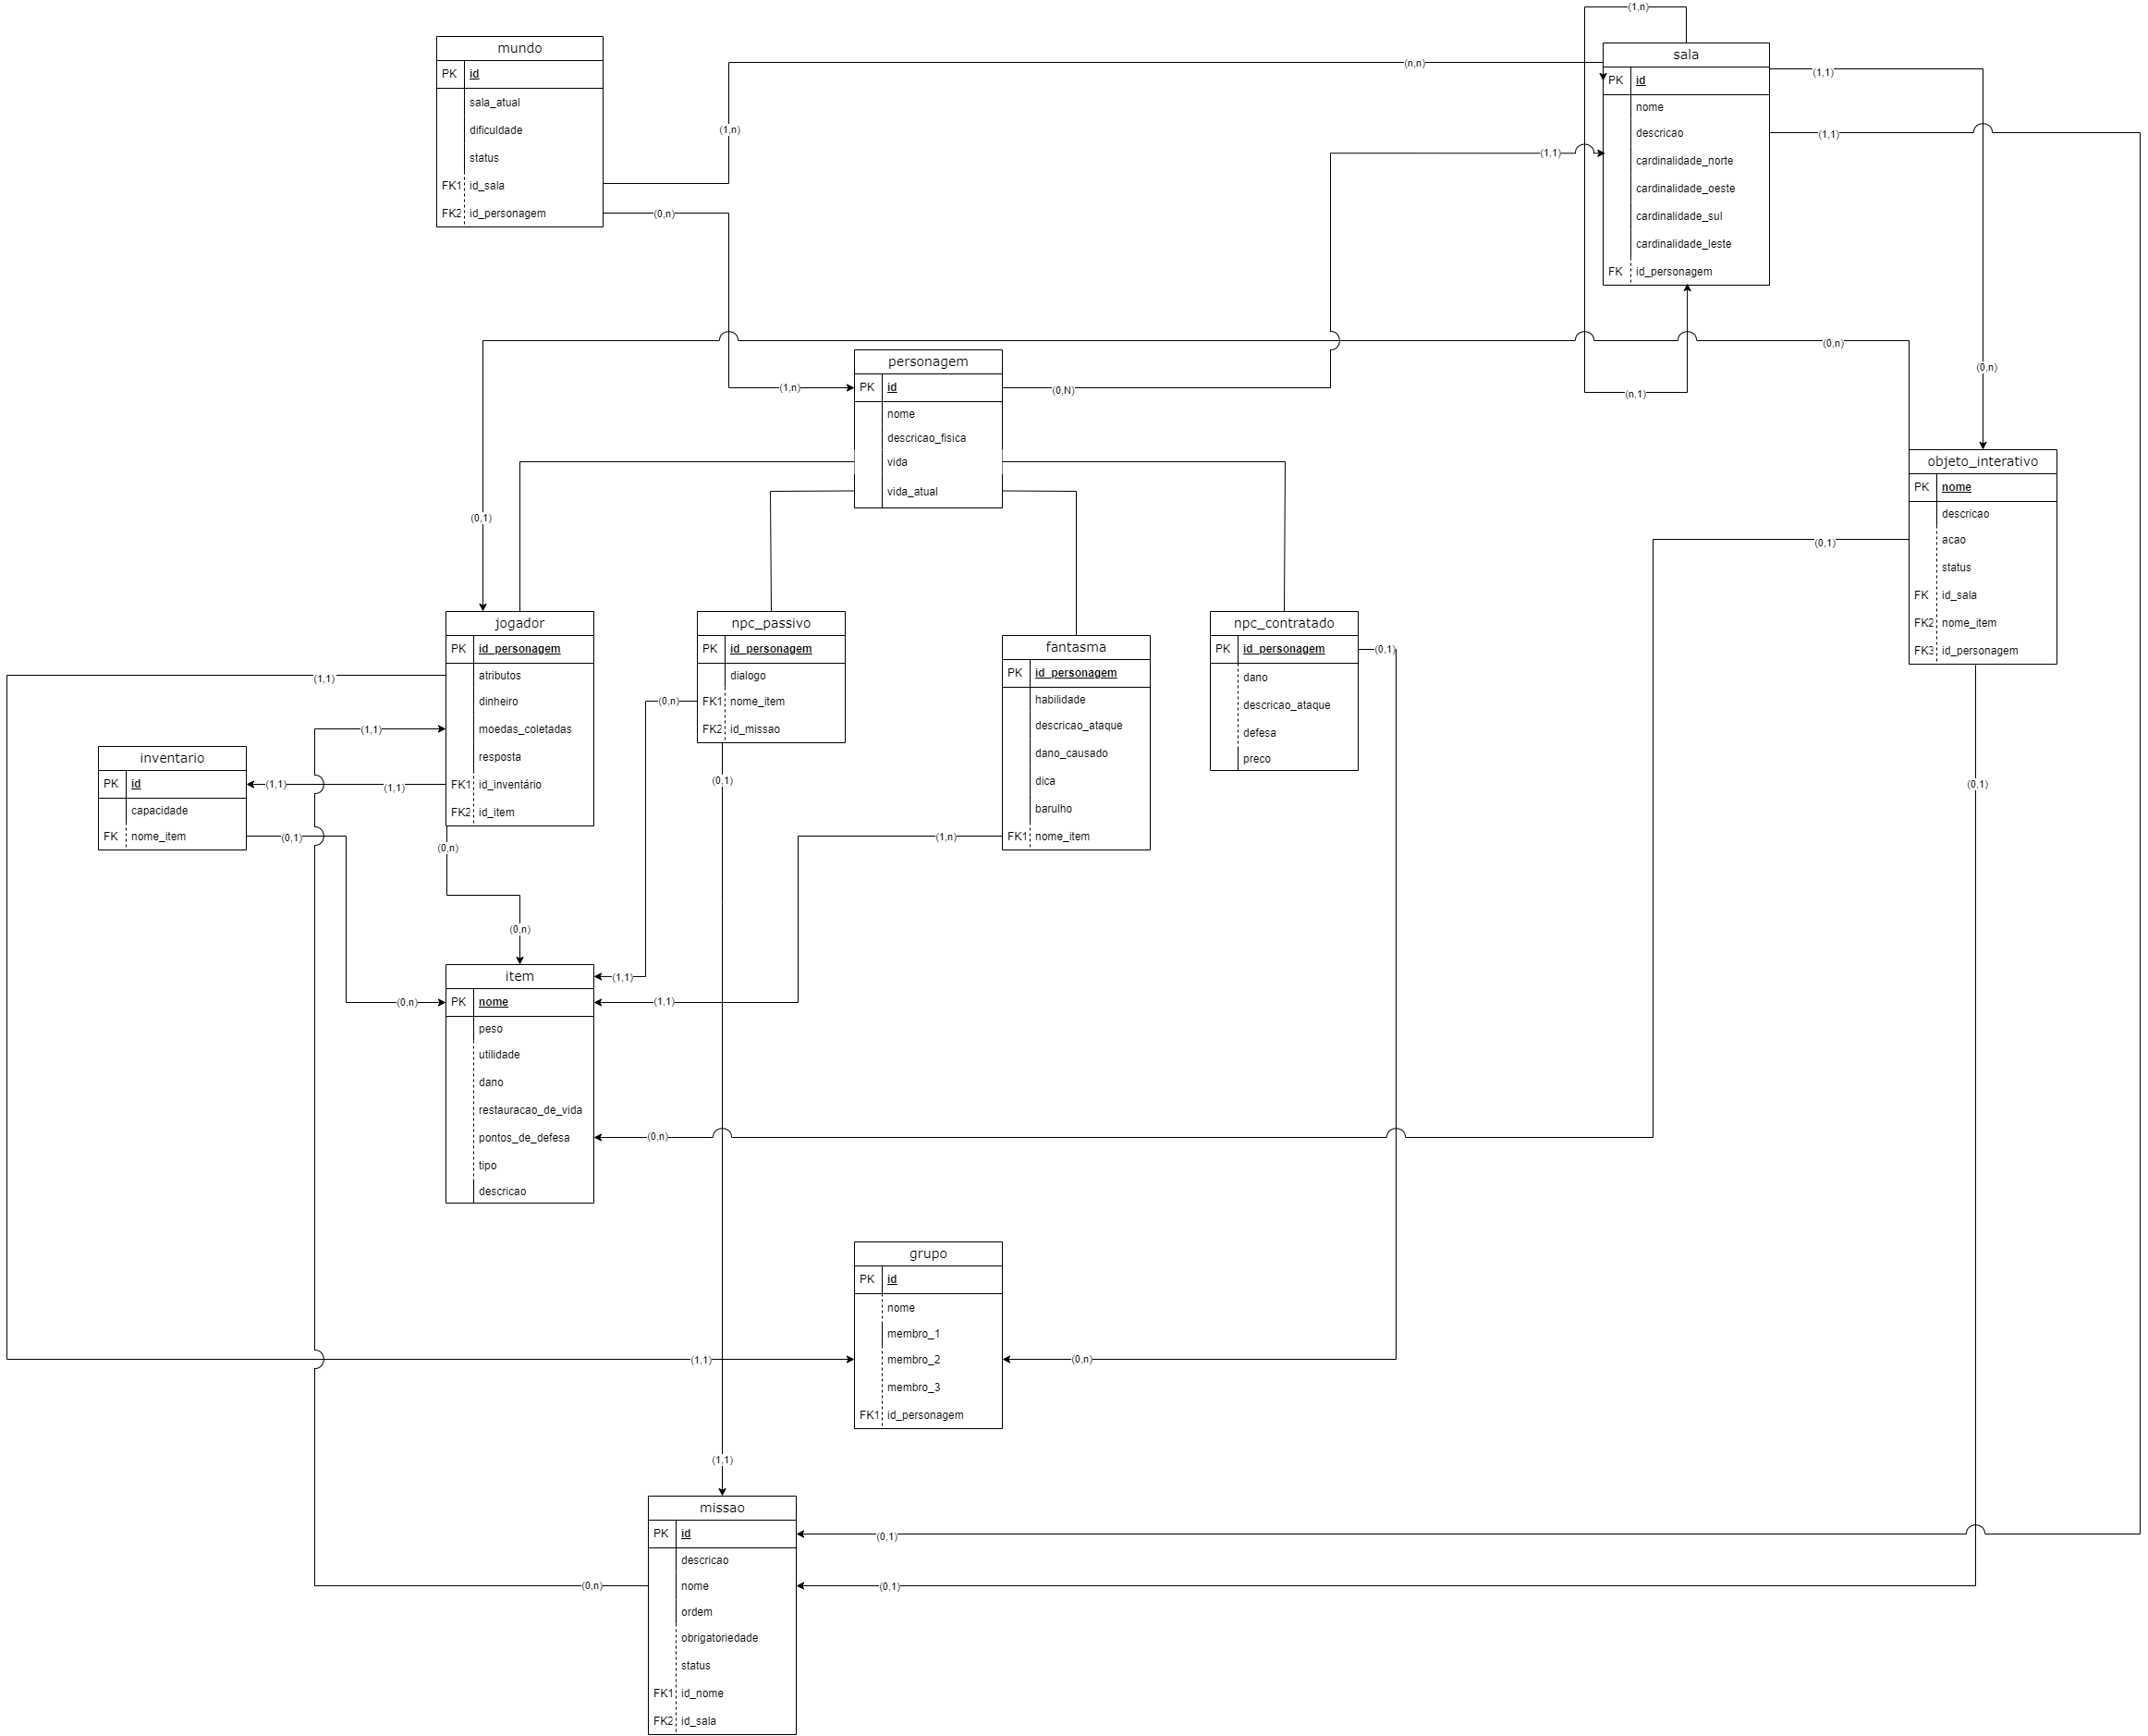 (1,n)
mundo
PK id
sala_atual
dificuldade
status
FK1 id_sala
FK2 id_personagem
(n,n)
(1,n)
(0,n)
sala
PK id
nome
descricao
cardinalidade_norte
cardinalidade_oeste
cardinalidade_sul
cardinalidade_leste
FK id_personagem
(1,1)
(1,1)
(1,1)
(0,n)
(0,n)
(n,1)
personagem
PK id
nome
descricao_fisica
vida
vida_atual
(1,n)
(0,N)
(0,1)
objeto_interativo
PK nome
descricao
acao
status
FK id_sala
FK2 nome_item
FK3 id_personagem
(0,1)
jogador
PK id_personagem
atributos
dinheiro
moedas_coletadas
resposta
FK1 id_inventário
FK2 id_item
npc_passivo
PK id_personagem
dialogo
FK1 nome_item
FK2 id_missao
fantasma
PK id_personagem
habilidade
descricao_ataque
dano_causado
dica
barulho
FK1 nome_item
npc_contratado
PK id_personagem
dano
descricao_ataque
defesa
preco
(0,1)
(1,1)
(0,n)
(1,1)
inventario
PK id
capacidade
FK nome_item
(1,1)
(1,1)
(0,1)
(0,1)
(0,1)
(1,n)
(0,n)
(0,n)
(1,1)
(0,n)
(1,1)
item
PK nome
peso
utilidade
dano
restauracao_de_vida
pontos_de_defesa
tipo
descricao
(0,n)
grupo
PK id
nome
membro_1
membro_2
membro_3
FK1 id_personagem
(1,1)
(0,n)
(1,1)
missao
PK id
descricao
nome
ordem
obrigatoriedade
status
FK1 id_nome
FK2 id_sala
(0,1)
(0,n)
(0,1)